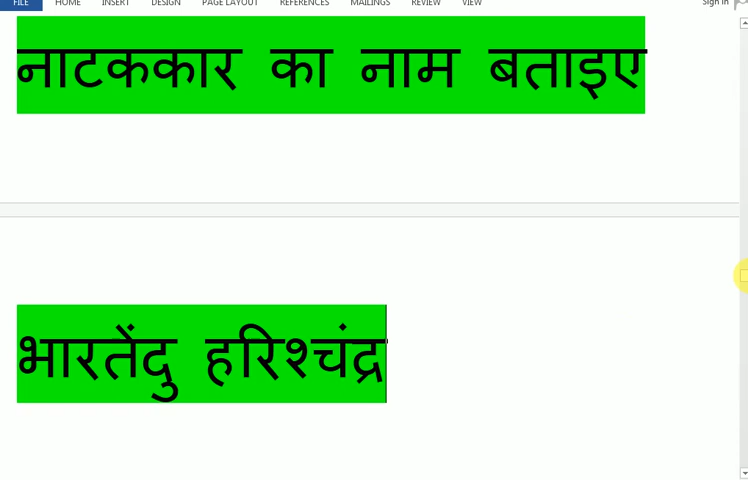 FILE HOME INSERT DESIGN PAGE LAYOUT REFERENCES MAILINGS REVIEW VIEW Sign in
नाटककार का नाम बताइए
भारतेंदु हरिश्चंद्र